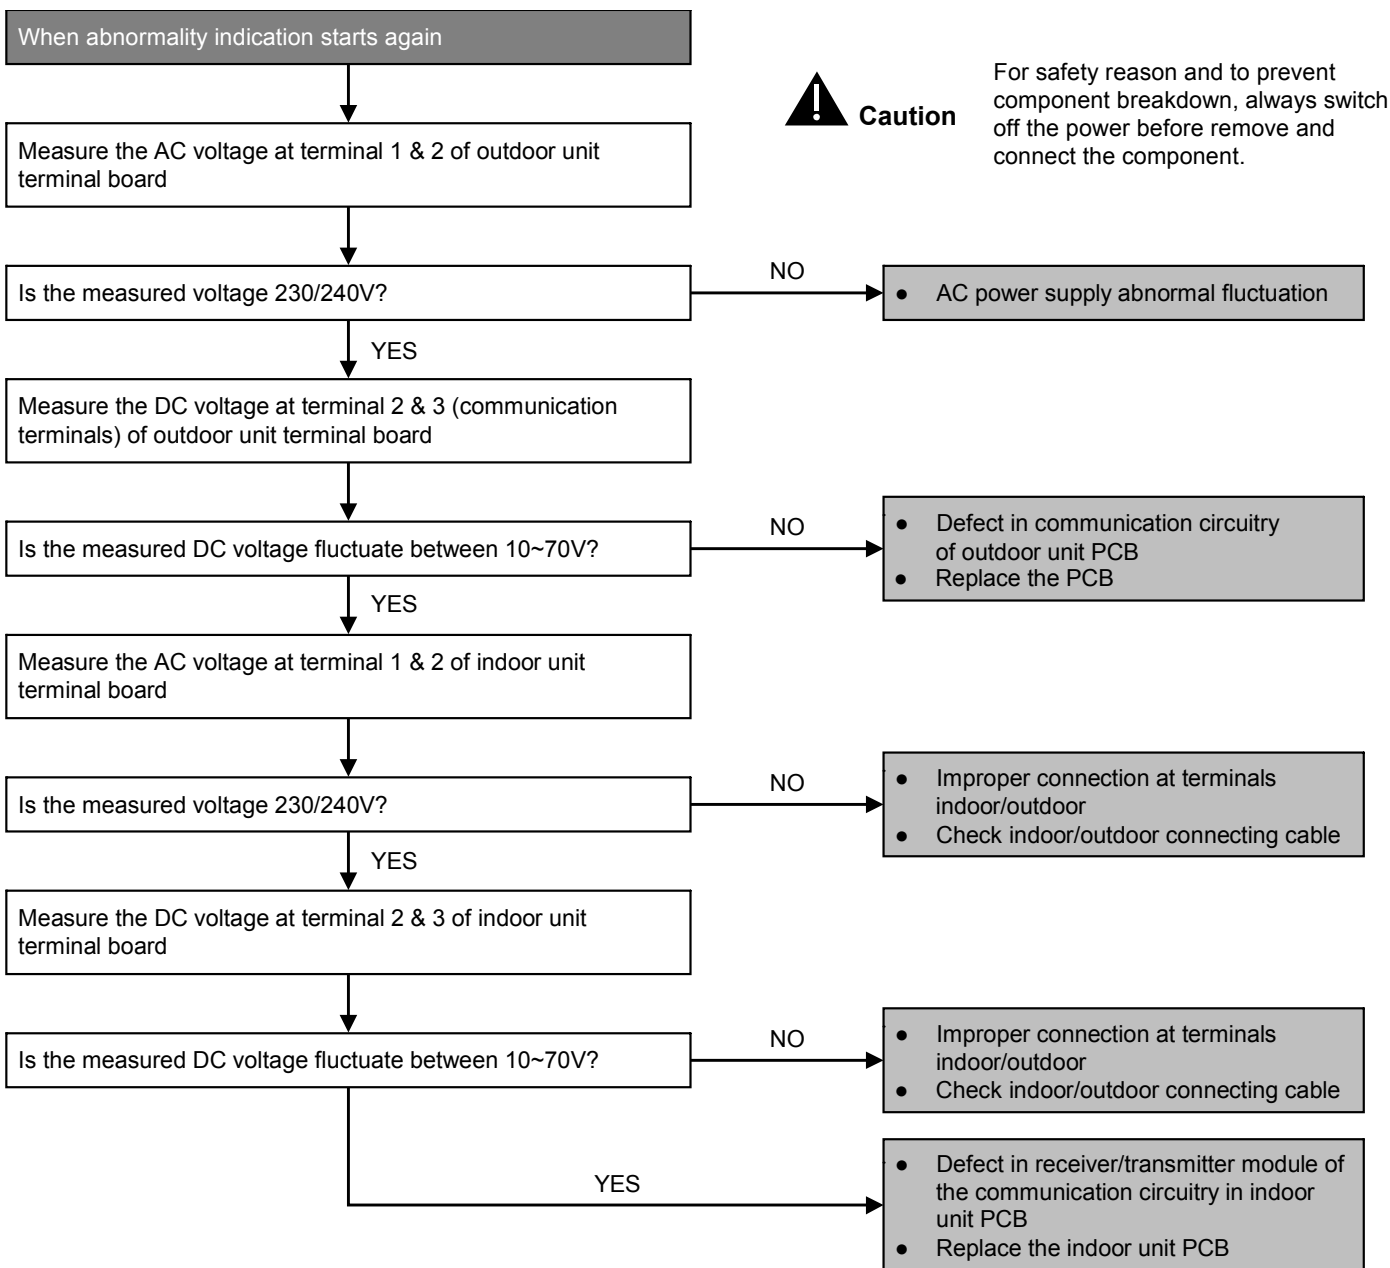 When abnormality indication starts again
Caution
For safety reason and to prevent
component breakdown, always switch
off the power before remove and
connect the component.
Measure the AC voltage at terminal 1 & 2 of outdoor unit
terminal board
Is the measured voltage 230/240V?
NO
● AC power supply abnormal fluctuation
YES
Measure the DC voltage at terminal 2 & 3 (communication
terminals) of outdoor unit terminal board
Is the measured DC voltage fluctuate between 10~70V?
NO
● Defect in communication circuitry
of outdoor unit PCB
● Replace the PCB
YES
Measure the AC voltage at terminal 1 & 2 of indoor unit
terminal board
Is the measured voltage 230/240V?
NO
● Improper connection at terminals
indoor/outdoor
● Check indoor/outdoor connecting cable
YES
Measure the DC voltage at terminal 2 & 3 of indoor unit
terminal board
Is the measured DC voltage fluctuate between 10~70V?
NO
● Improper connection at terminals
indoor/outdoor
● Check indoor/outdoor connecting cable
YES
● Defect in receiver/transmitter module of
the communication circuitry in indoor
unit PCB
● Replace the indoor unit PCB